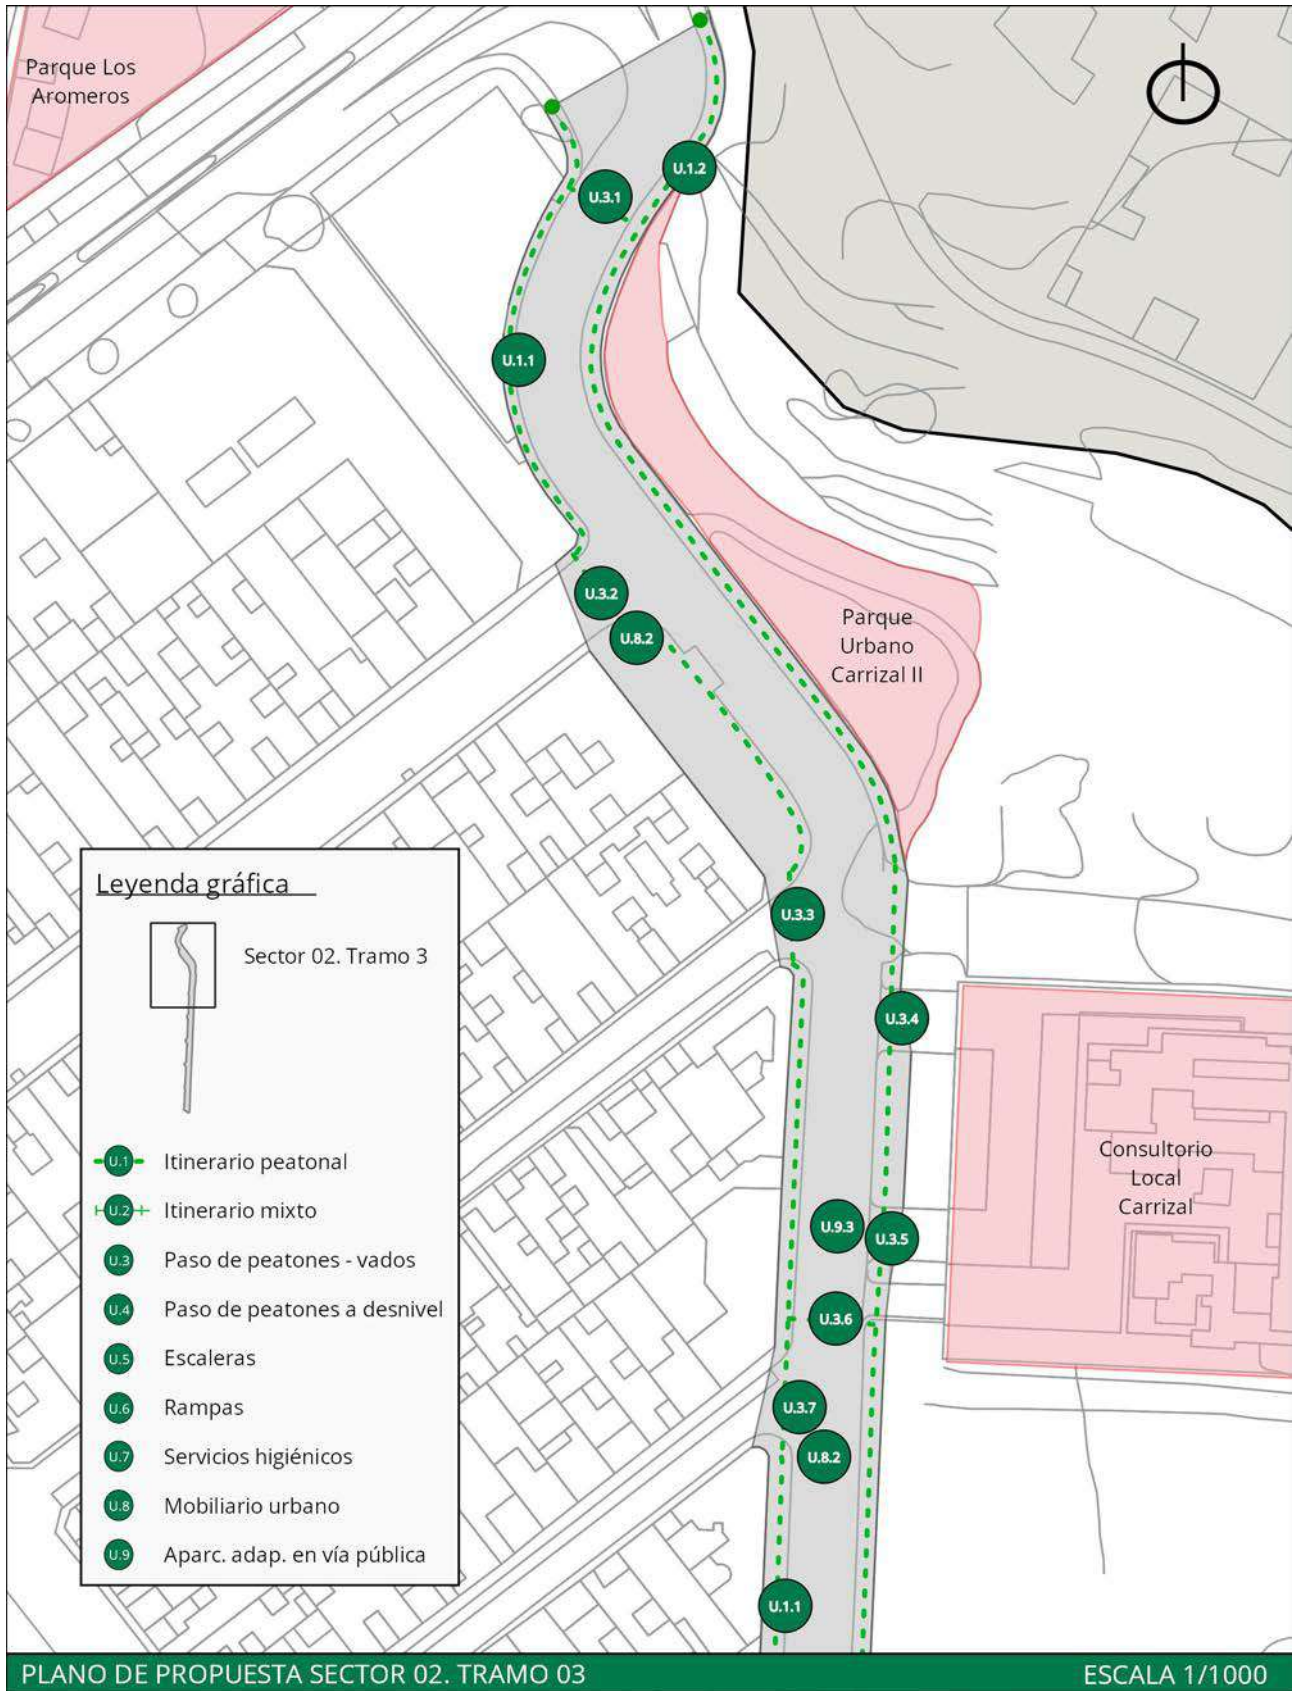 Parque Los
Aromeros
U.1.2
U.3.1
U.1.1
U.3.2
U.8.2
Parque
Urbano
Carrizal II
U.3.3
U.3.4
Consultorio
Local
Carrizal
U.9.3
U.3.5
U.3.6
U.3.7
U.8.2
U.1.1
Leyenda gráfica
Sector 02. Tramo 3
U.1 Itinerario peatonal
U.2 Itinerario mixto
U.3 Paso de peatones - vados
U.4 Paso de peatones a desnivel
U.5 Escaleras
U.6 Rampas
U.7 Servicios higiénicos
U.8 Mobiliario urbano
U.9 Aparc. adap. en vía pública
PLANO DE PROPUESTA SECTOR 02. TRAMO 03 ESCALA 1/1000